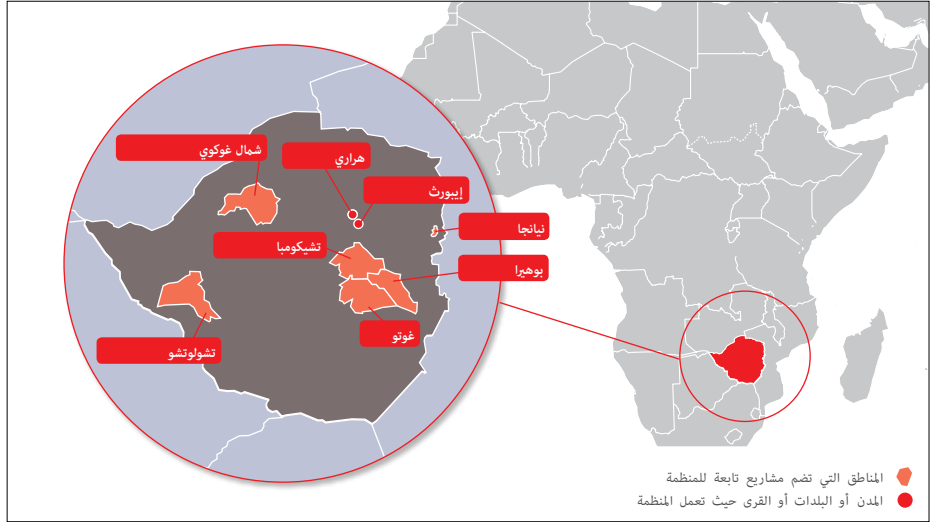 شمال غوكوي
هراري
إيبورث
نيانجا
تشيكومبا
بوهيرا
غوتو
تشولوتشو
المناطق التي تضم مشاريع تابعة للمنظمة
المدن أو البلدات أو القرى حيث تعمل المنظمة